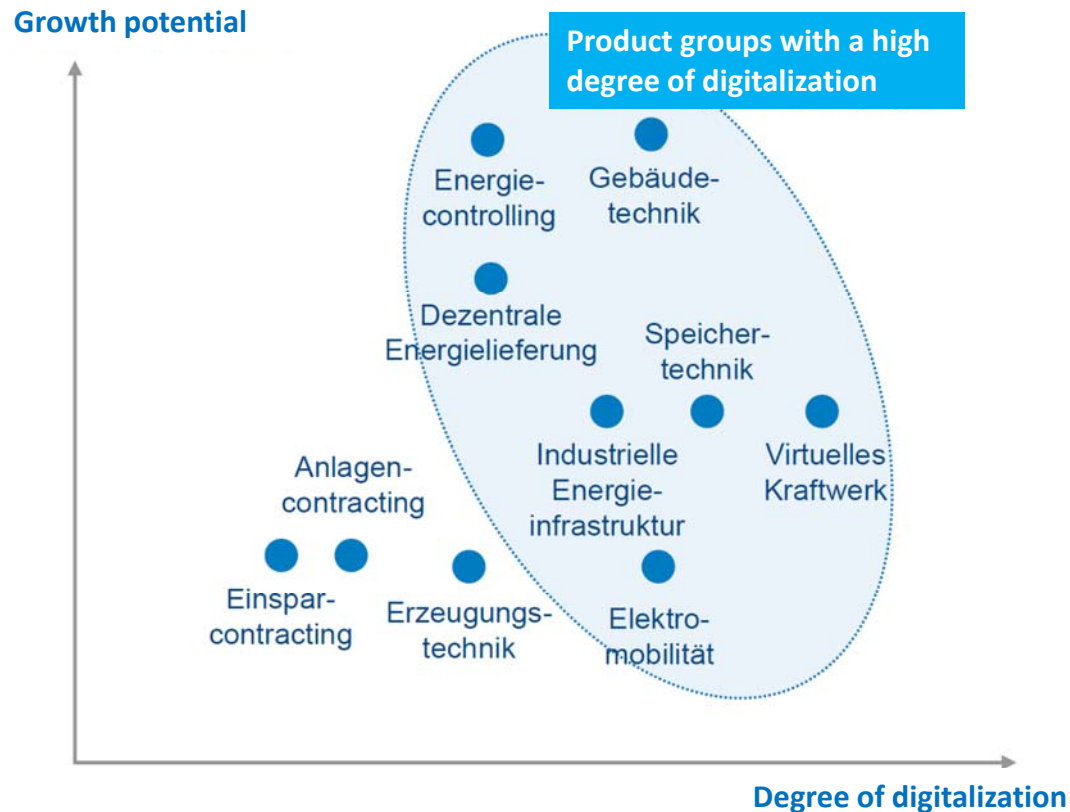 Growth potential
Product groups with a high
degree of digitalization
Energie-
controlling
Gebäude-
technik
Dezentrale
Energielieferung
Speicher-
technik
Industrielle
Energie-
infrastruktur
Virtuelles
Kraftwerk
Anlagen-
contracting
Einspar-
contracting
Erzeugungs-
technik
Elektro-
mobilität
Degree of digitalization